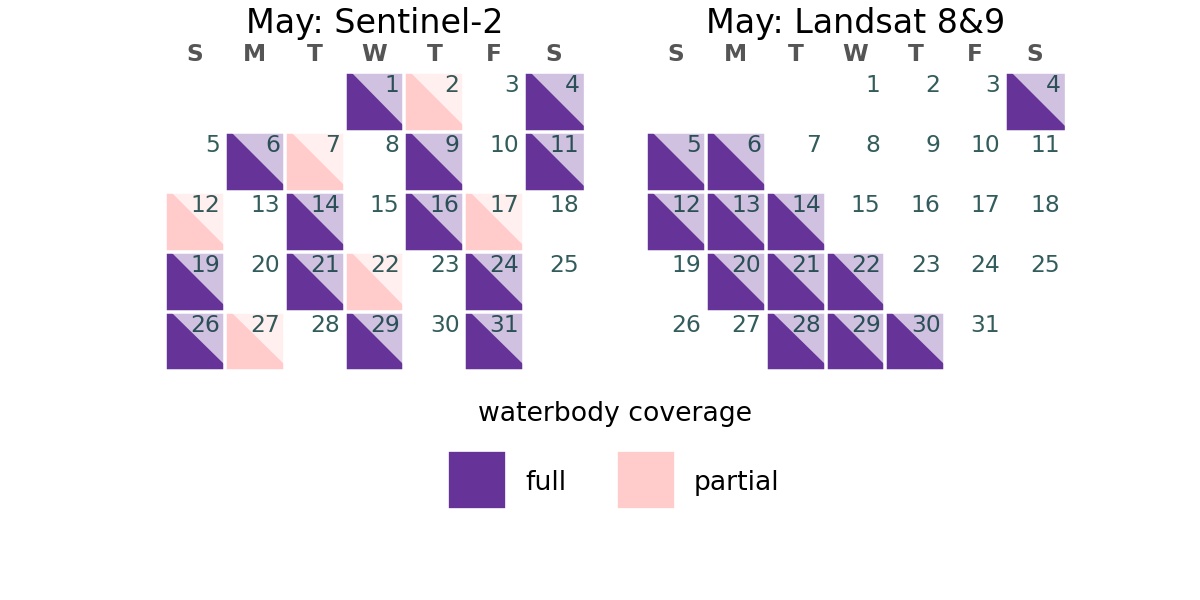 May: Sentinel-2
S M T W T F S
1 2 3 4
5 6 7 8 9 10 11
12 13 14 15 16 17 18
19 20 21 22 23 24 25
26 27 28 29 30 31
May: Landsat 8&9
S M T W T F S
1 2 3 4
5 6 7 8 9 10 11
12 13 14 15 16 17 18
19 20 21 22 23 24 25
26 27 28 29 30 31
waterbody coverage
full partial